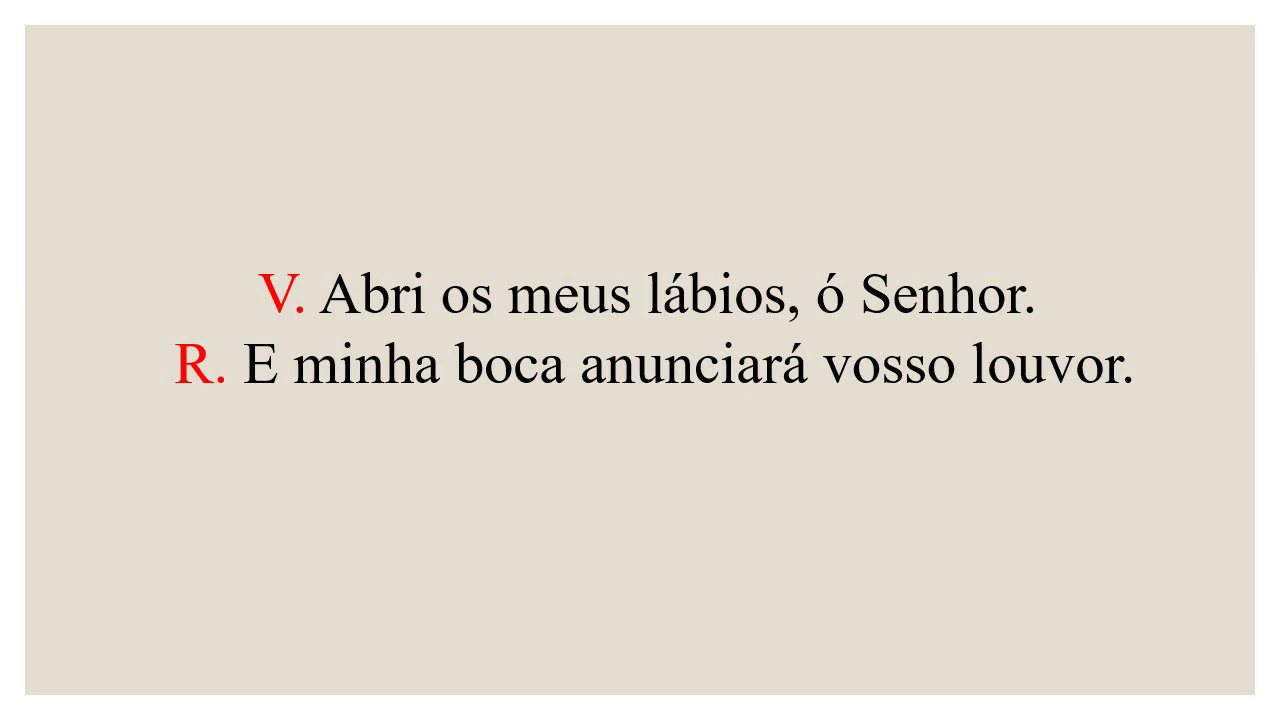 V. Abri os meus lábios, ó Senhor.
R. E minha boca anunciará vosso louvor.